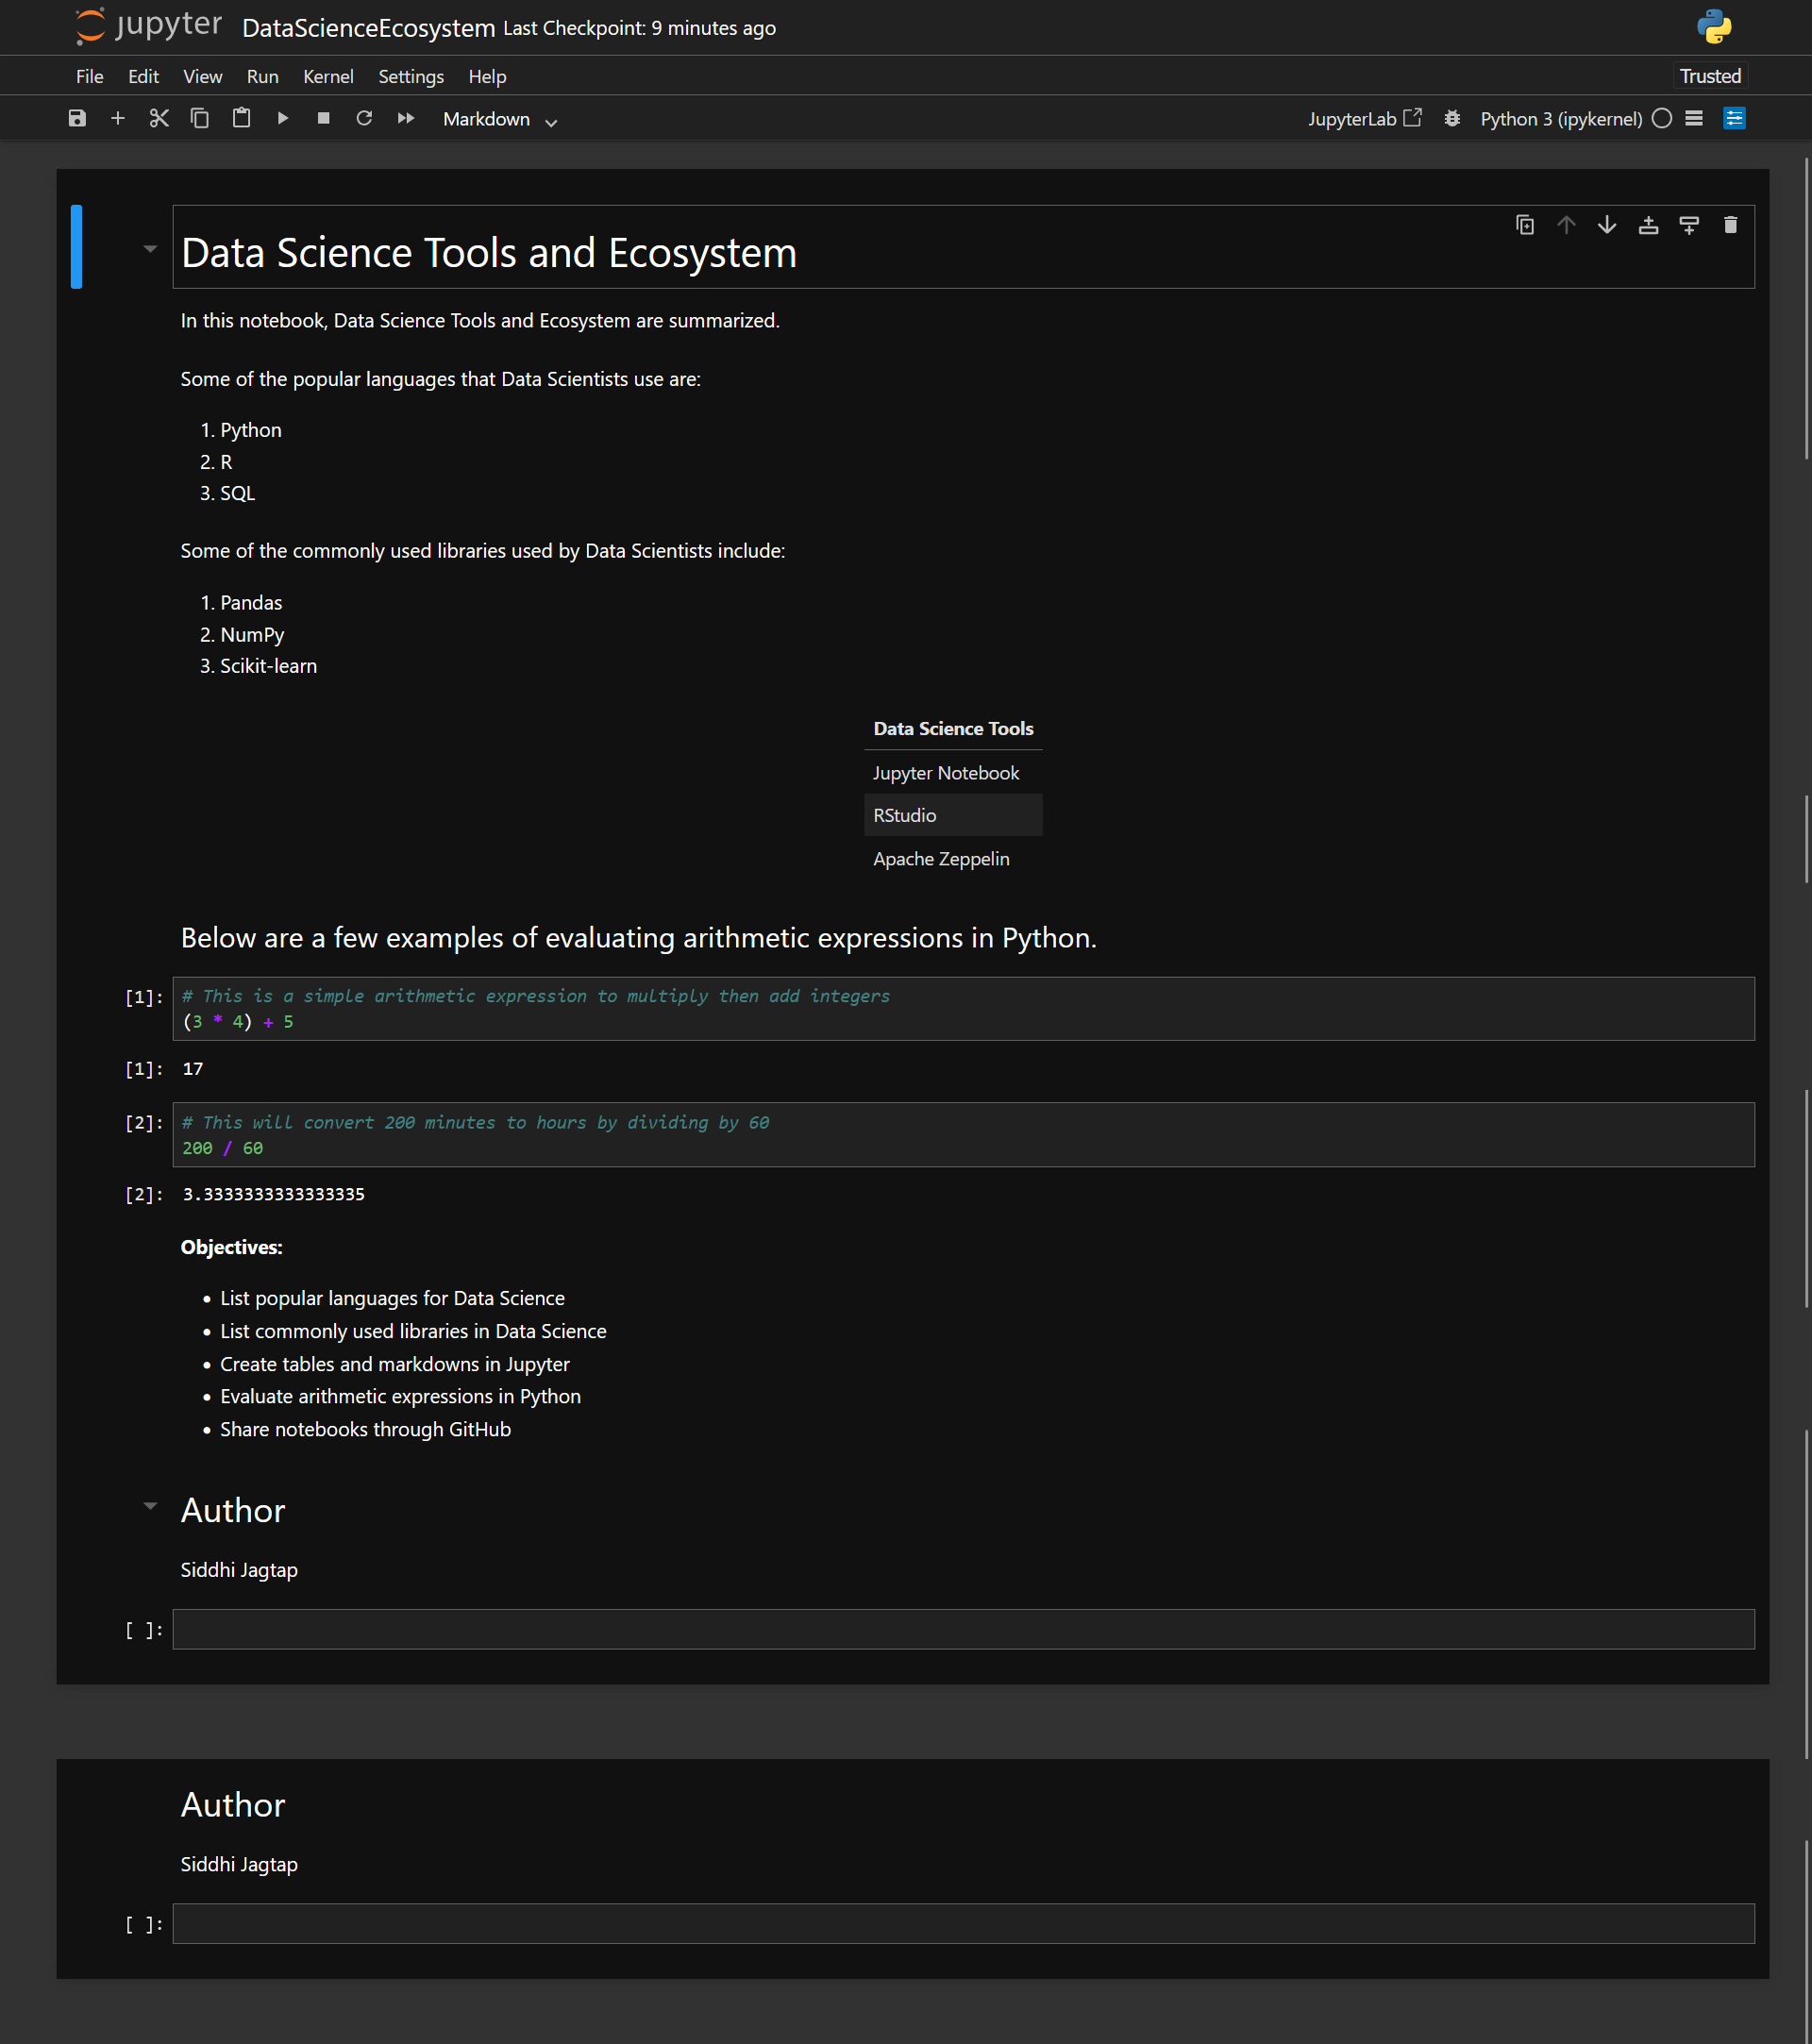 jupyter DataScienceEcosystem Last Checkpoint: 9 minutes ago
File Edit View Run Kernel Settings Help Trusted
Markdown JupyterLab Python 3 (ipykernel)
Data Science Tools and Ecosystem
In this notebook, Data Science Tools and Ecosystem are summarized.
Some of the popular languages that Data Scientists use are:
1. Python
2. R
3. SQL
Some of the commonly used libraries used by Data Scientists include:
1. Pandas
2. NumPy
3. Scikit-learn
Data Science Tools
Jupyter Notebook
RStudio
Apache Zeppelin
Below are a few examples of evaluating arithmetic expressions in Python.
[1]: # This is a simple arithmetic expression to multiply then add integers
(3 * 4) + 5
[1]: 17
[2]: # This will convert 200 minutes to hours by dividing by 60
200 / 60
[2]: 3.3333333333333335
Objectives:
• List popular languages for Data Science
• List commonly used libraries in Data Science
• Create tables and markdowns in Jupyter
• Evaluate arithmetic expressions in Python
• Share notebooks through GitHub
Author
Siddhi Jagtap
[ ]:
Author
Siddhi Jagtap
[ ]: